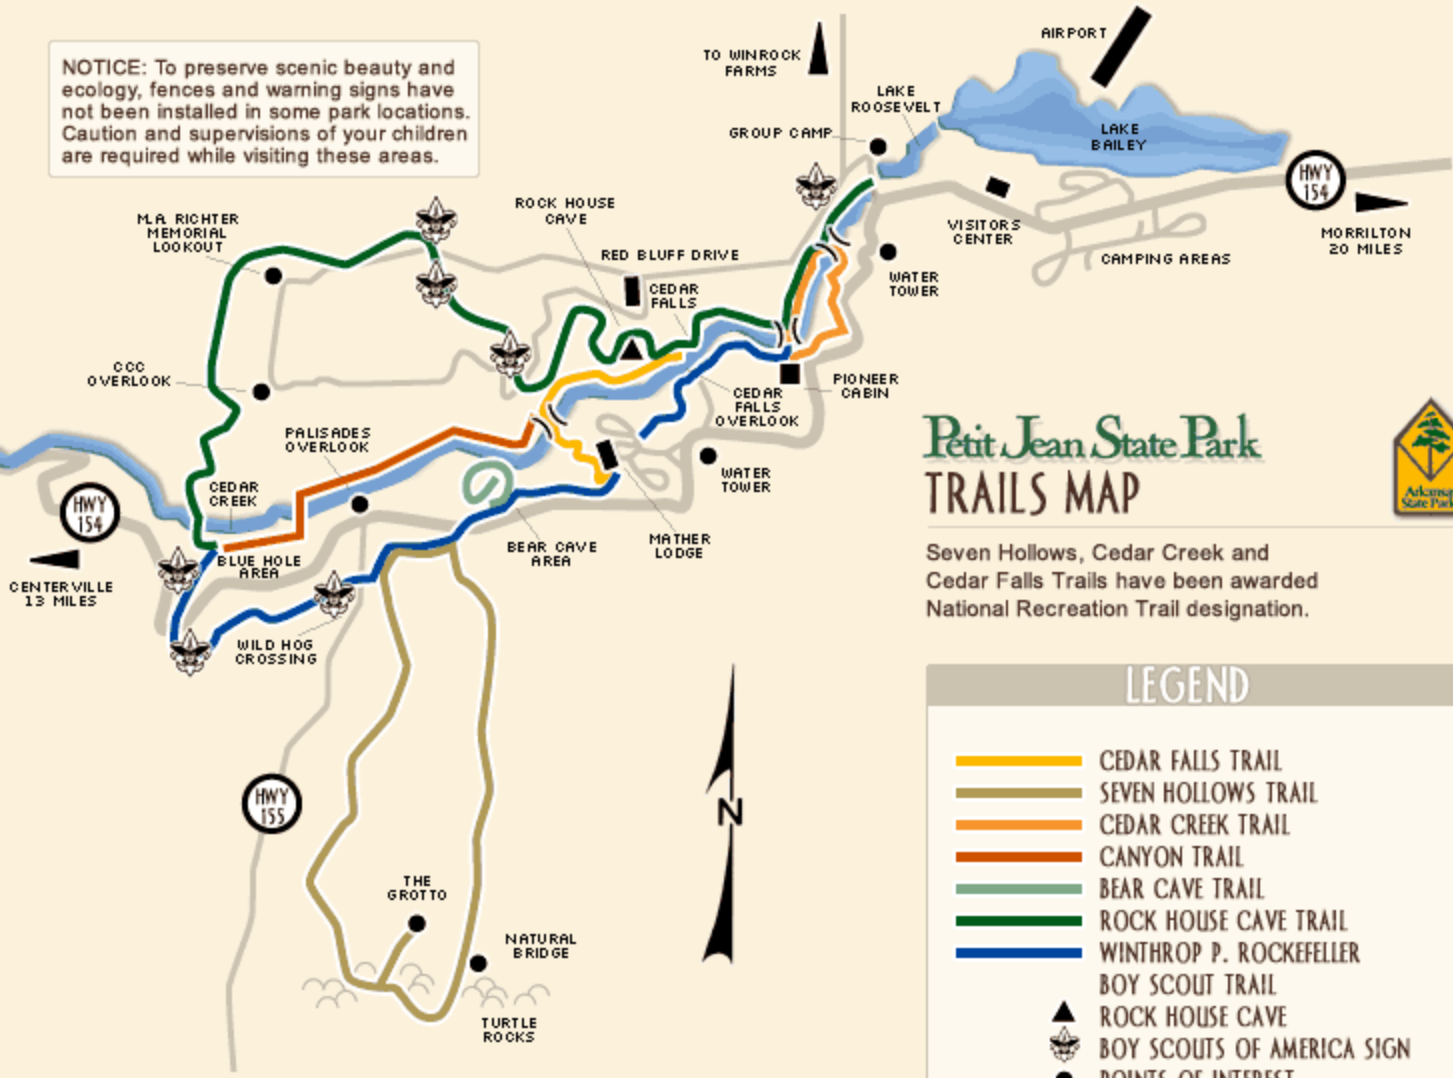 NOTICE: To preserve scenic beauty and
ecology, fences and warning signs have
not been installed in some park locations.
Caution and supervisions of your children
are required while visiting these areas.
TO WINROCK
FARMS
AIRPORT
LAKE
ROOSEVELT
GROUP CAMP
LAKE
BAILEY
HWY
154
MORRILTON
20 MILES
VISITORS
CENTER
CAMPING AREAS
WATER
TOWER
ROCK HOUSE
CAVE
M.A. RICHTER
MEMORIAL
LOOKOUT
RED BLUFF DRIVE
CEDAR
FALLS
CCC
OVERLOOK
PIONEER
CABIN
CEDAR
FALLS
OVERLOOK
PALISADES
OVERLOOK
WATER
TOWER
CEDAR
CREEK
HWY
154
CENTERVILLE
13 MILES
BLUE HOLE
AREA
BEAR CAVE
AREA
MATHER
LODGE
WILD HOG
CROSSING
HWY
155
THE
GROTTO
NATURAL
BRIDGE
TURTLE
ROCKS
N
Petit Jean State Park
TRAILS MAP
Arkansas
State Park
Seven Hollows, Cedar Creek and
Cedar Falls Trails have been awarded
National Recreation Trail designation.
LEGEND
CEDAR FALLS TRAIL
SEVEN HOLLOWS TRAIL
CEDAR CREEK TRAIL
CANYON TRAIL
BEAR CAVE TRAIL
ROCK HOUSE CAVE TRAIL
WINTHROP P. ROCKEFELLER
BOY SCOUT TRAIL
ROCK HOUSE CAVE
BOY SCOUTS OF AMERICA SIGN
POINTS OF INTEREST